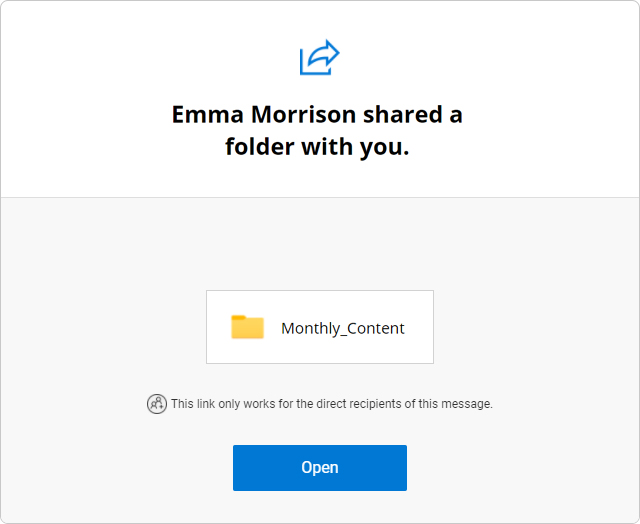 Emma Morrison shared a
folder with you.
Monthly_Content
This link only works for the direct recipients of this message.
Open